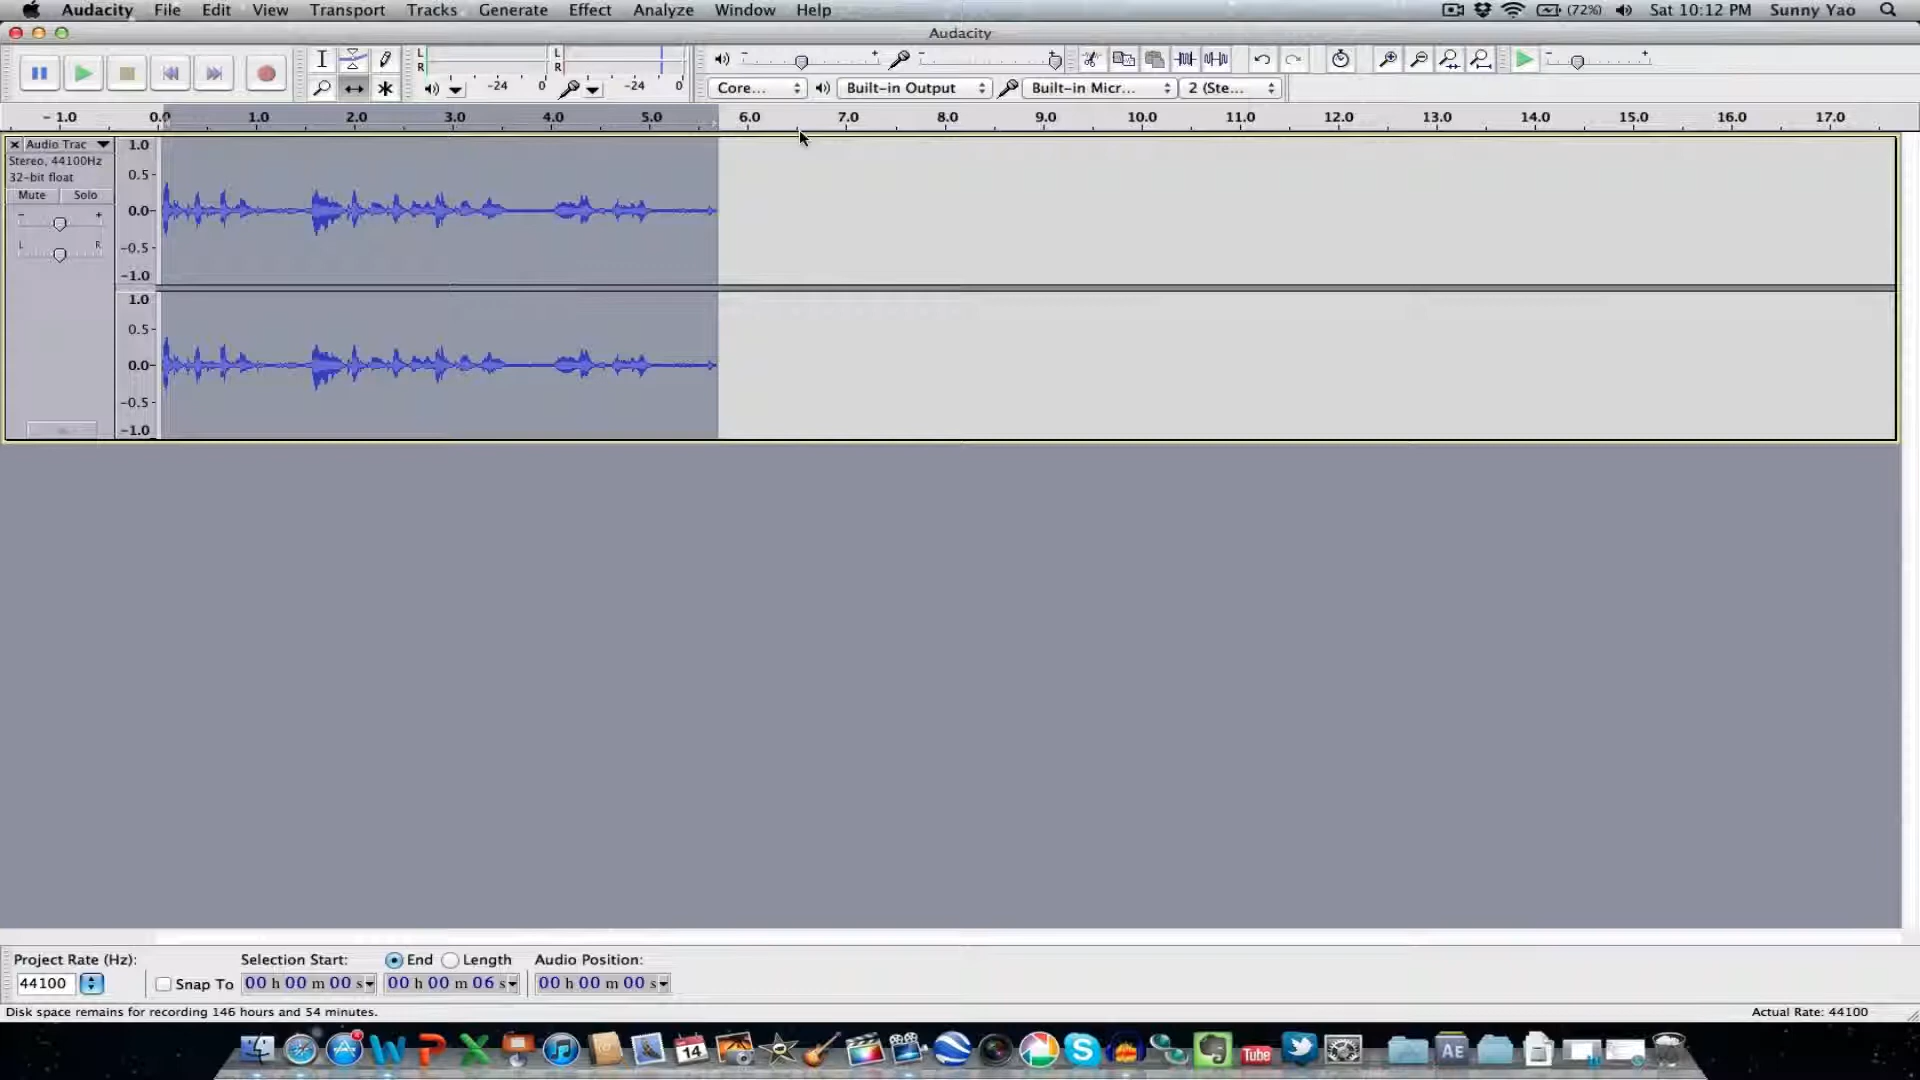 Audacity File Edit View Transport Tracks Generate Effect Analyze Window Help (72%) Sat 10:12 PM Sunny Yao
Audacity
L R -24 0 L R -24 0
Core... Built-in Output Built-in Micr... 2 (Ste...
- 1.0 0.0 1.0 2.0 3.0 4.0 5.0 6.0 7.0 8.0 9.0 10.0 11.0 12.0 13.0 14.0 15.0 16.0 17.0
Audio Trac
Stereo, 44100Hz
32-bit float
Mute Solo
- +
L R
1.0
0.5
0.0
-0.5
-1.0
1.0
0.5
0.0
-0.5
-1.0
Project Rate (Hz): Selection Start: End Length Audio Position:
44100 Snap To 00 h 00 m 00 s 00 h 00 m 06 s 00 h 00 m 00 s
Disk space remains for recording 146 hours and 54 minutes. Actual Rate: 44100
14 Tube AE